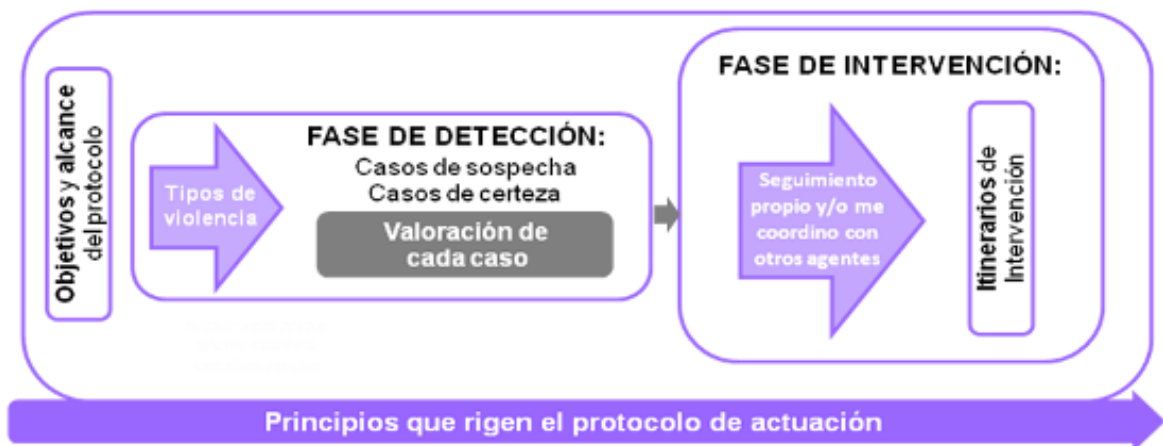 Objetivos y alcance
del protocolo
Tipos de
violencia
FASE DE DETECCIÓN:
Casos de sospecha
Casos de certeza
Valoración de
cada caso
FASE DE INTERVENCIÓN:
Seguimiento
propio y/o me
coordino con
otros agentes
Itinerarios de
Intervención
Principios que rigen el protocolo de actuación